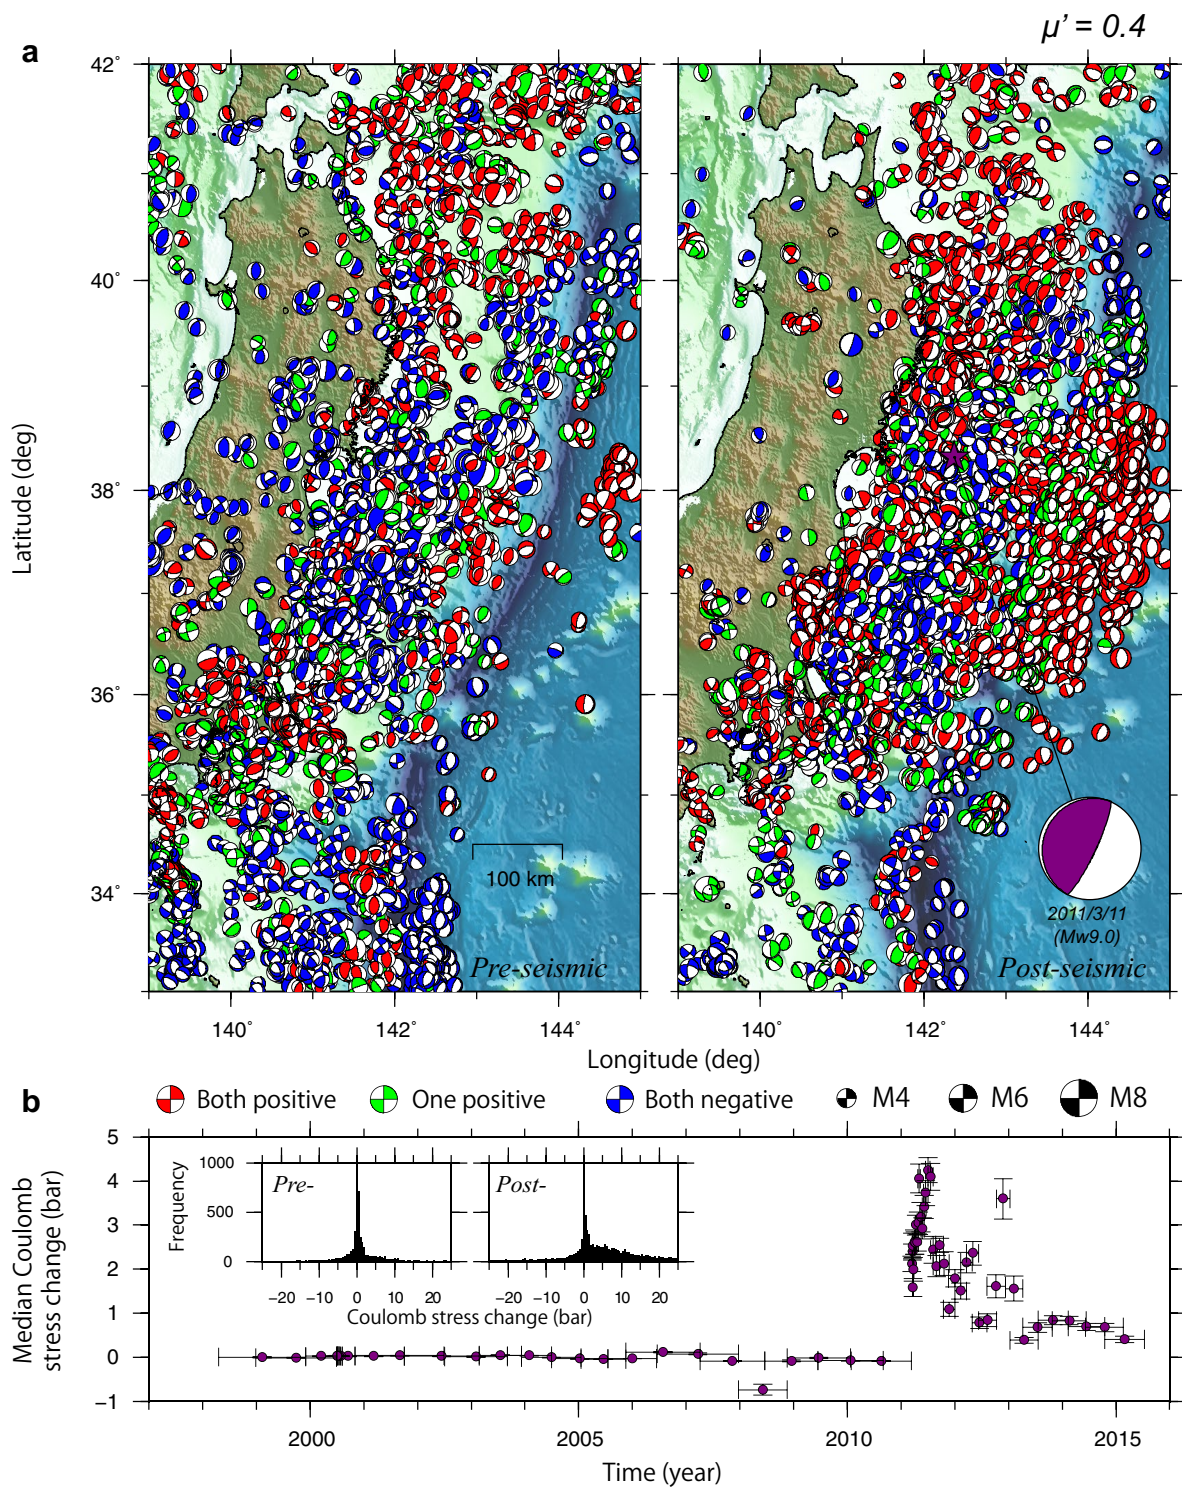 μ' = 0.4
a
42˚
40˚
38˚
36˚
34˚
Latitude (deg)
100 km
Pre-seismic
2011/3/11
(Mw9.0)
Post-seismic
140˚ 142˚ 144˚ 140˚ 142˚ 144˚
Longitude (deg)
b
Both positive One positive Both negative M4 M6 M8
Median Coulomb
stress change (bar)
5
4
3
2
1
0
−1
Frequency
1000
500
0
Pre-
Post-
−20 −10 0 10 20 −20 −10 0 10 20
Coulomb stress change (bar)
2000 2005 2010 2015
Time (year)